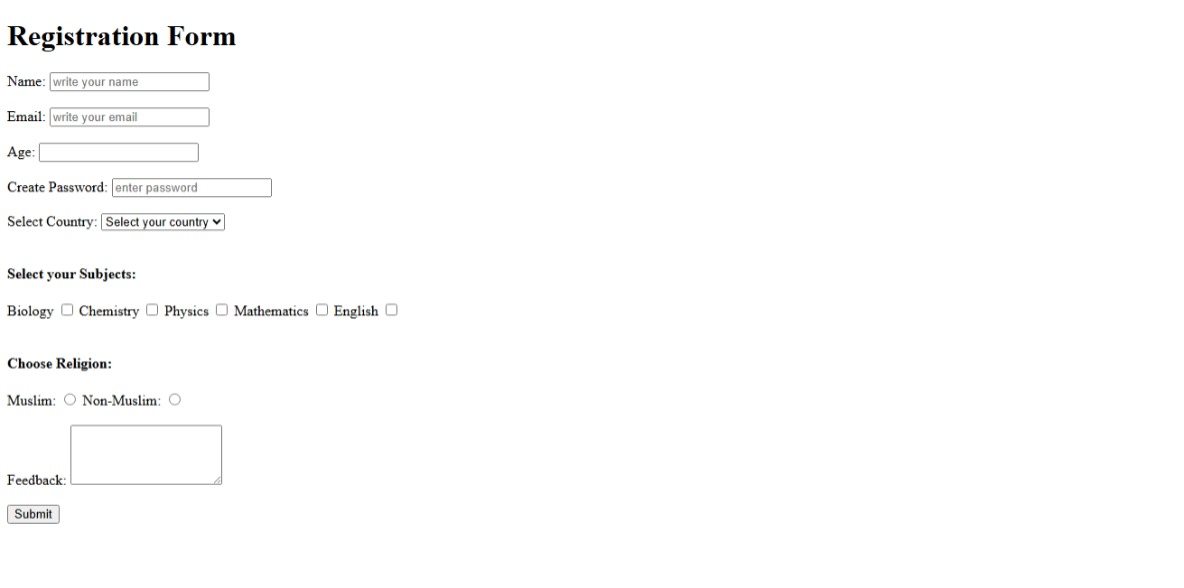 Registration Form
Name: write your name
Email: write your email
Age:
Create Password: enter password
Select Country: Select your country
Select your Subjects:
Biology Chemistry Physics Mathematics English
Choose Religion:
Muslim: Non-Muslim:
Feedback:
Submit